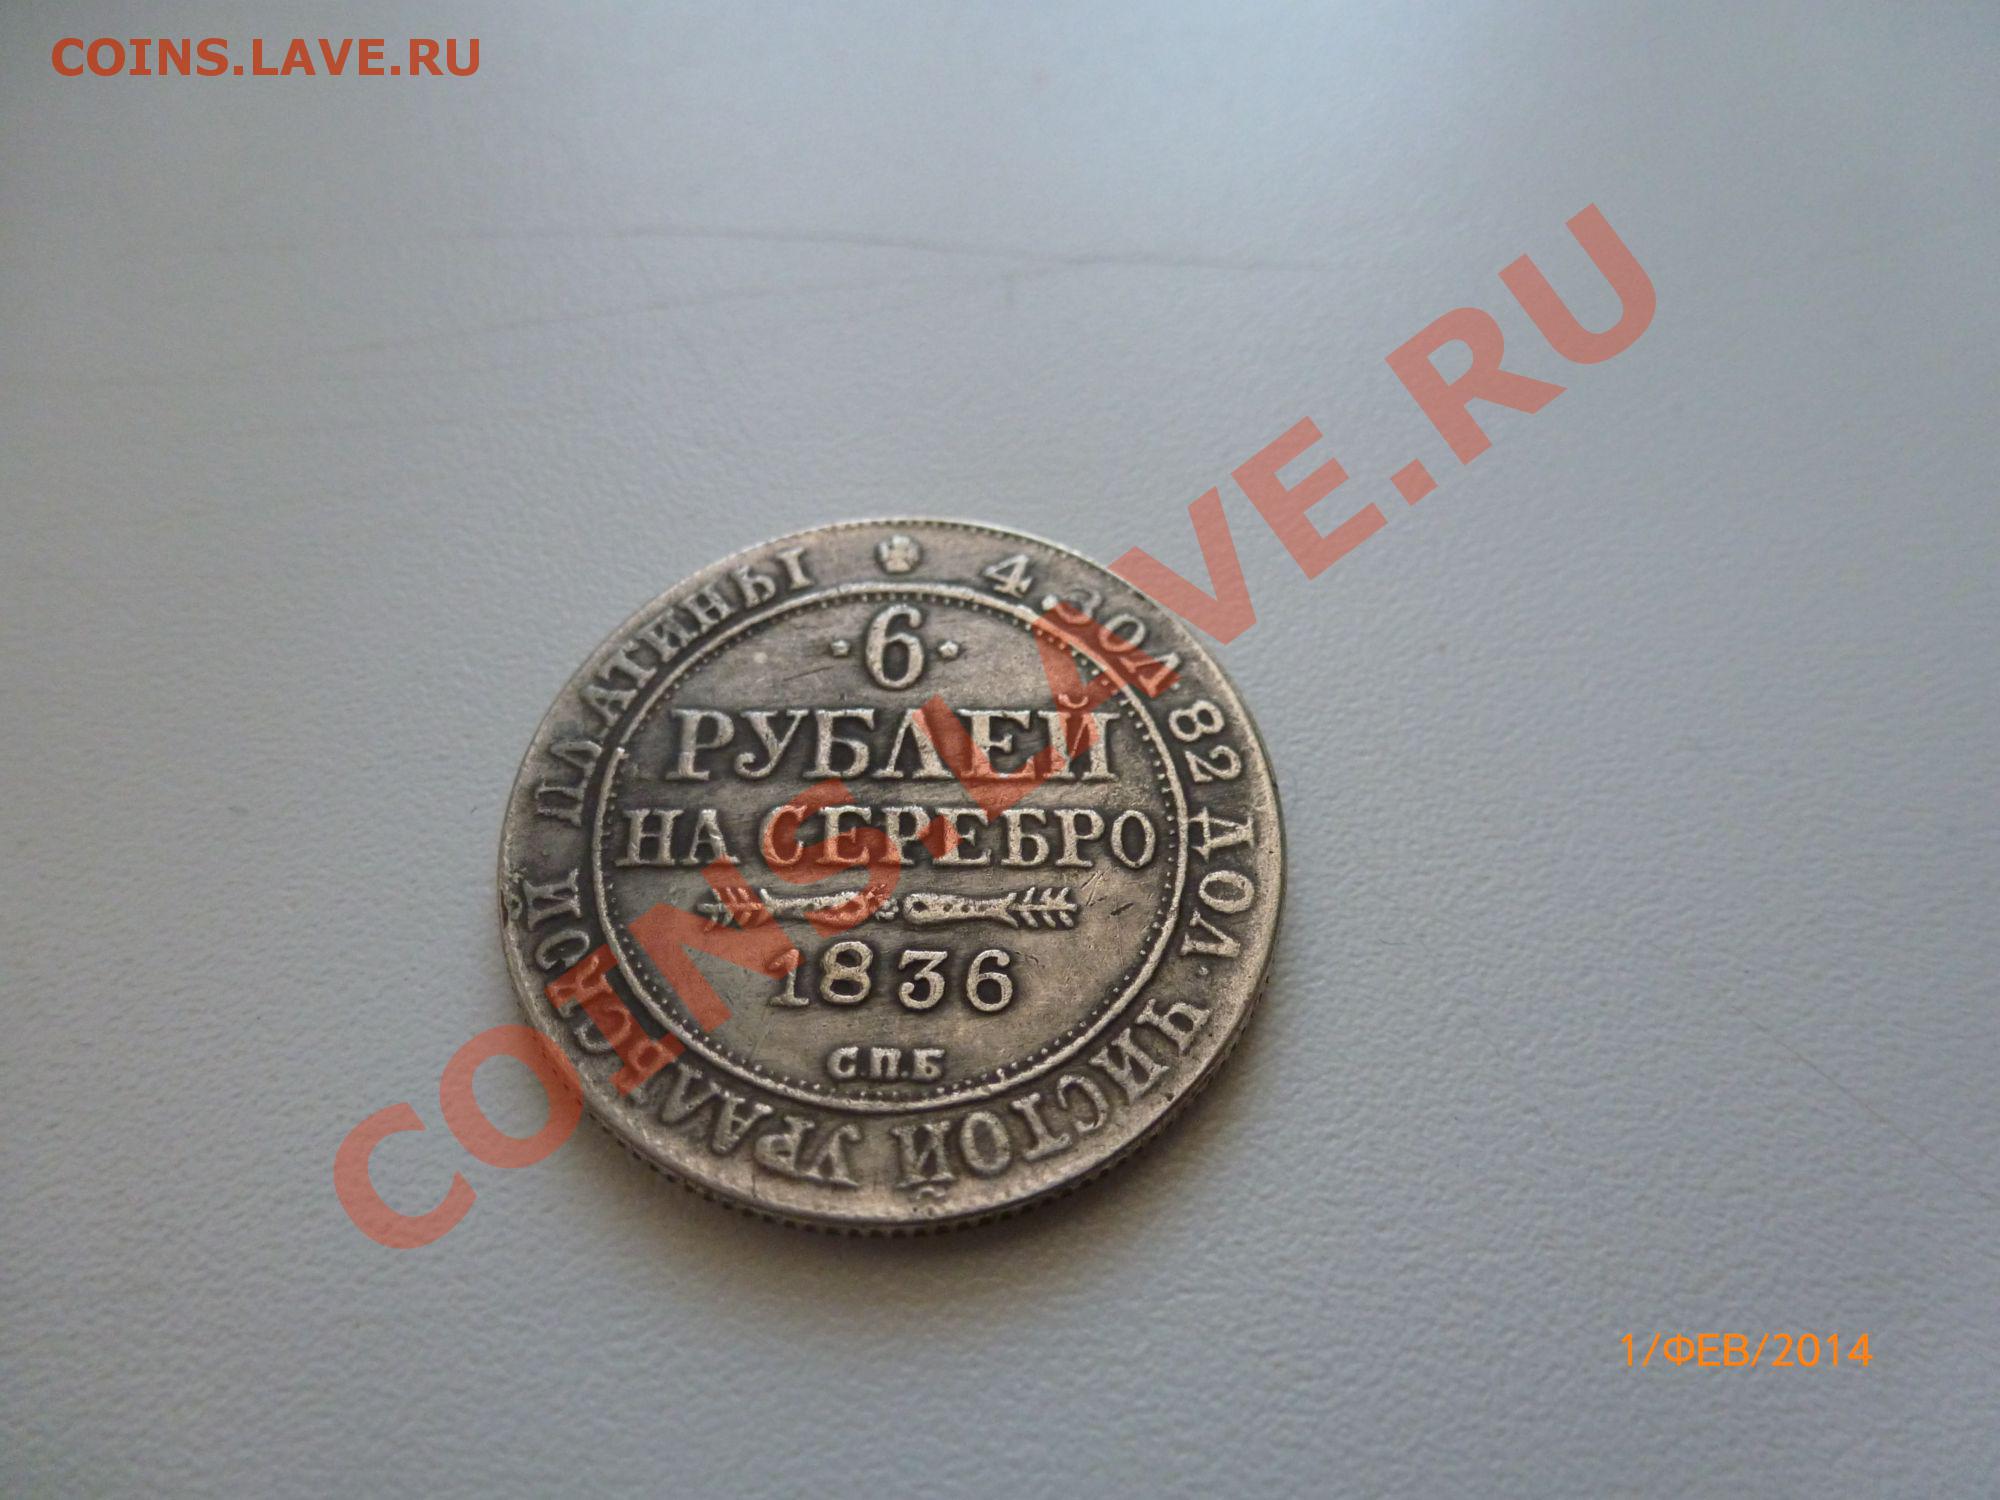 COINS.LAVE.RU
4 ЗОЛ. 82 ДОЛ. ЧИСТОЙ УРАЛЬСКОЙ ПЛАТИНЫ
·6·
РУБЛЕЙ
НА СЕРЕБРО
1836
С.П.Б
COINS.LAVE.RU
1/ФЕВ/2014